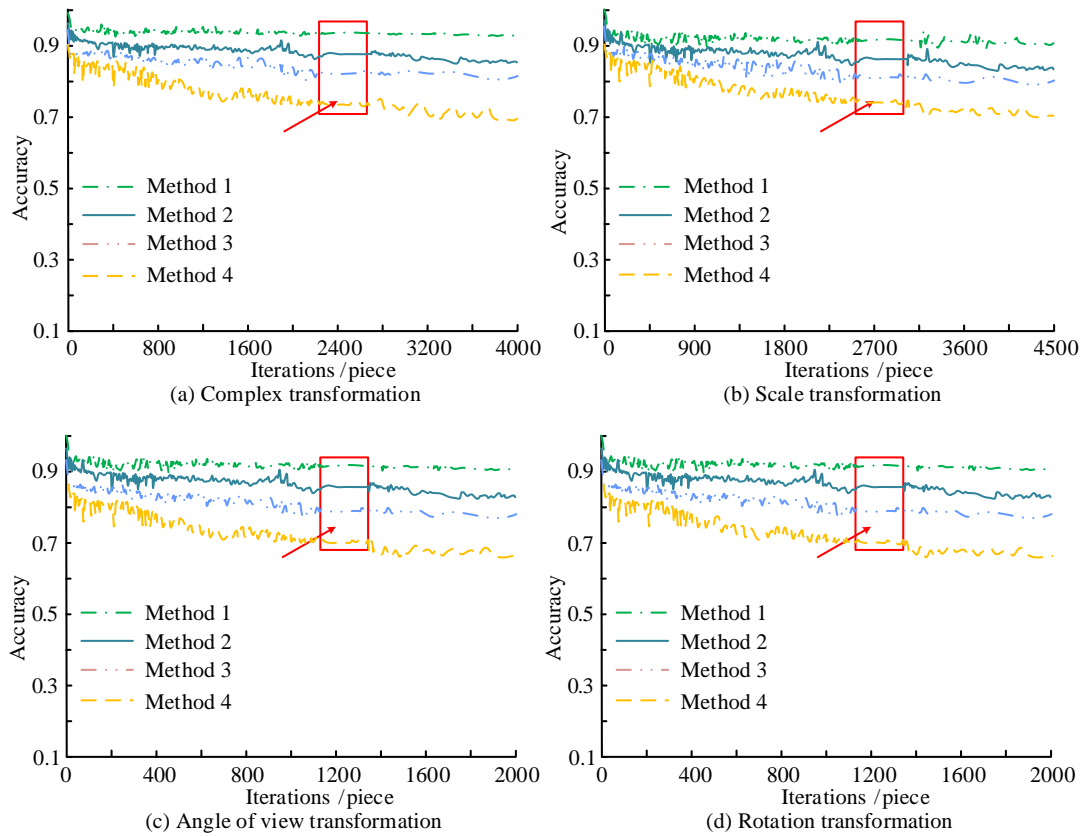 0.9
0.7
0.5
0.3
0.1
Accuracy
Method 1
Method 2
Method 3
Method 4
0 800 1600 2400 3200 4000
Iterations /piece
(a) Complex transformation
0.9
0.7
0.5
0.3
0.1
Accuracy
Method 1
Method 2
Method 3
Method 4
0 900 1800 2700 3600 4500
Iterations /piece
(b) Scale transformation
0.9
0.7
0.5
0.3
0.1
Accuracy
Method 1
Method 2
Method 3
Method 4
0 400 800 1200 1600 2000
Iterations /piece
(c) Angle of view transformation
0.9
0.7
0.5
0.3
0.1
Accuracy
Method 1
Method 2
Method 3
Method 4
0 400 800 1200 1600 2000
Iterations /piece
(d) Rotation transformation